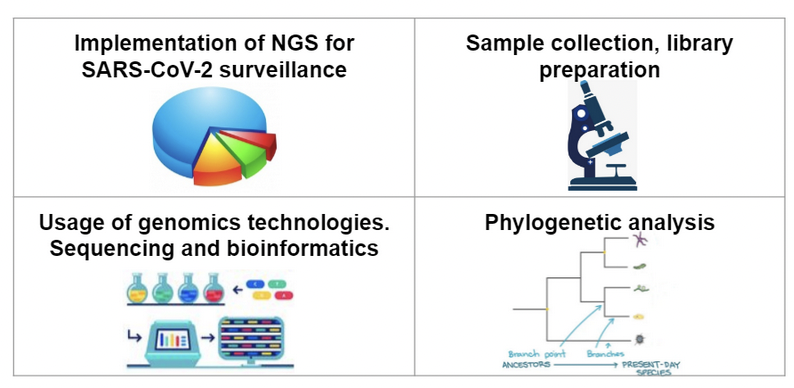 Implementation of NGS for
SARS-CoV-2 surveillance
Sample collection, library
preparation
Usage of genomics technologies.
Sequencing and bioinformatics
Phylogenetic analysis
Branch point
Branches
ANCESTORS
PRESENT-DAY
SPECIES